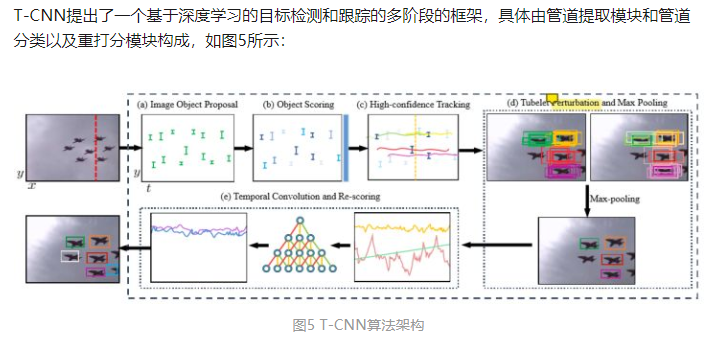 T-CNN提出了一个基于深度学习的目标检测和跟踪的多阶段的框架，具体由管道提取模块和管道
分类以及重打分模块构成，如图5所示：
(a) Image Object Proposal
(b) Object Scoring
(c) High-confidence Tracking
(d) Tubelet Perturbation and Max Pooling
y
x
y
t
Max-pooling
(e) Temporal Convolution and Re-scoring
图5 T-CNN算法架构